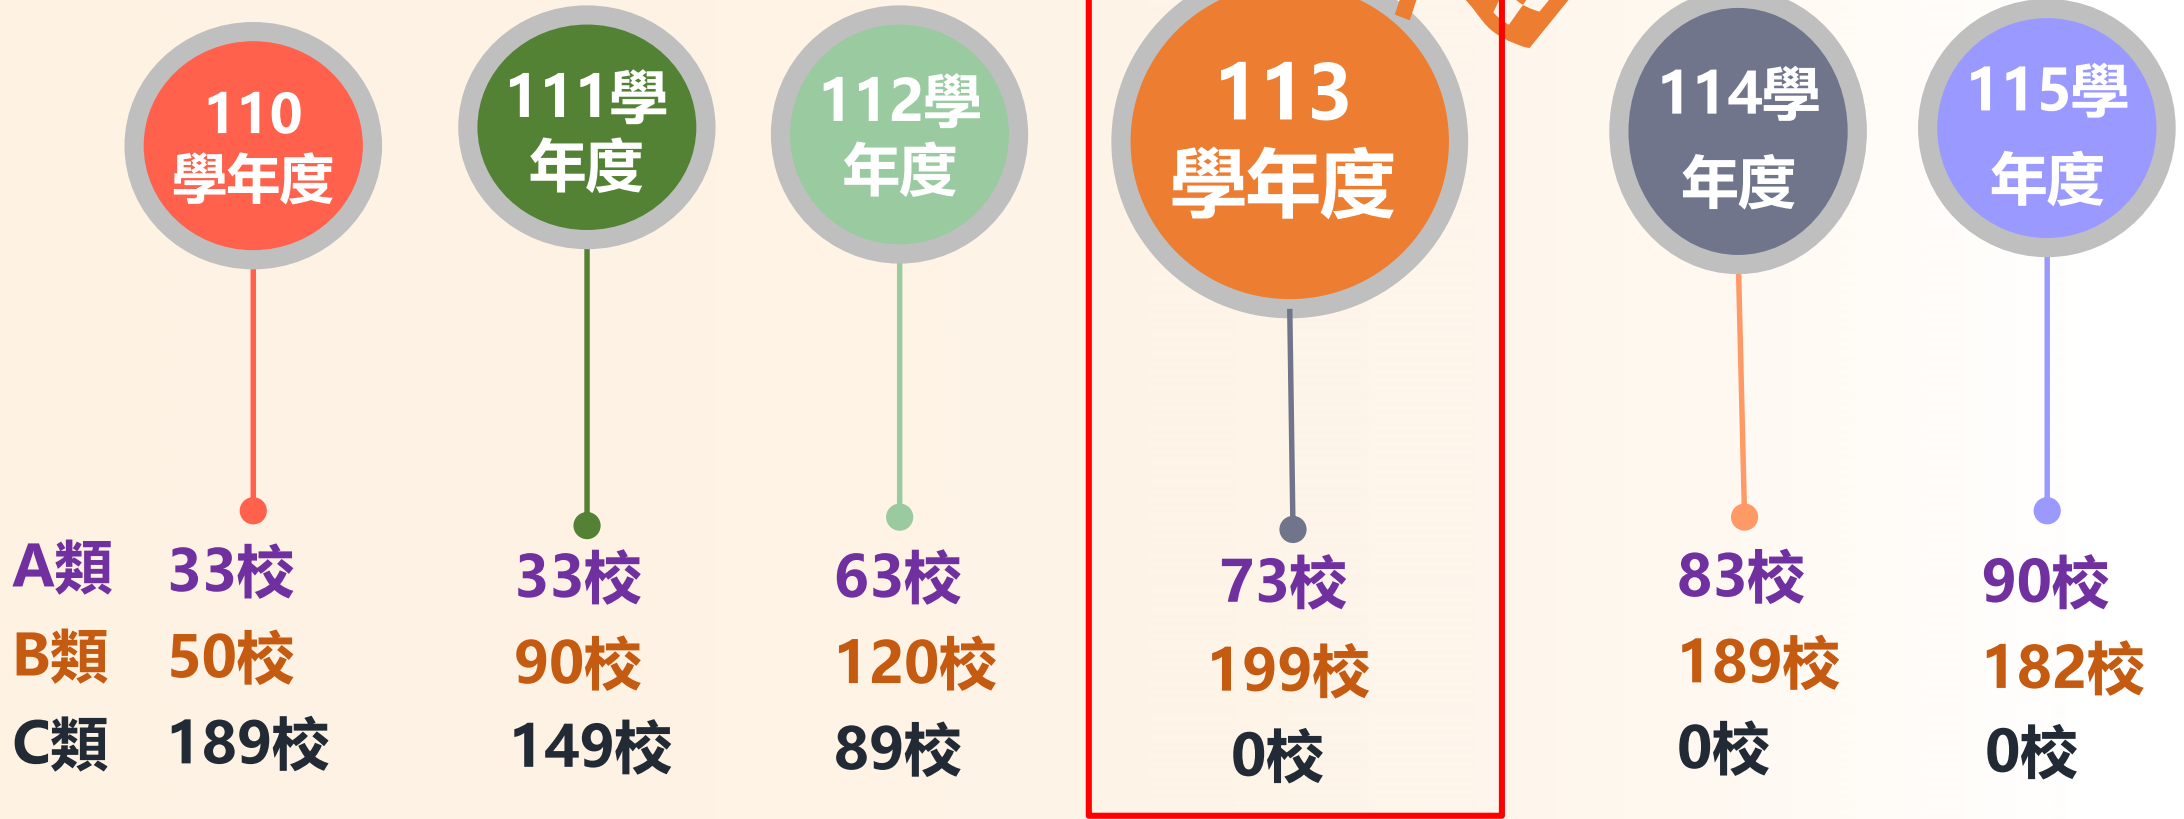 110
學年度
111學
年度
112學
年度
113
學年度
114學
年度
115學
年度
A類 33校 33校 63校 73校 83校 90校
B類 50校 90校 120校 199校 189校 182校
C類 189校 149校 89校 0校 0校 0校